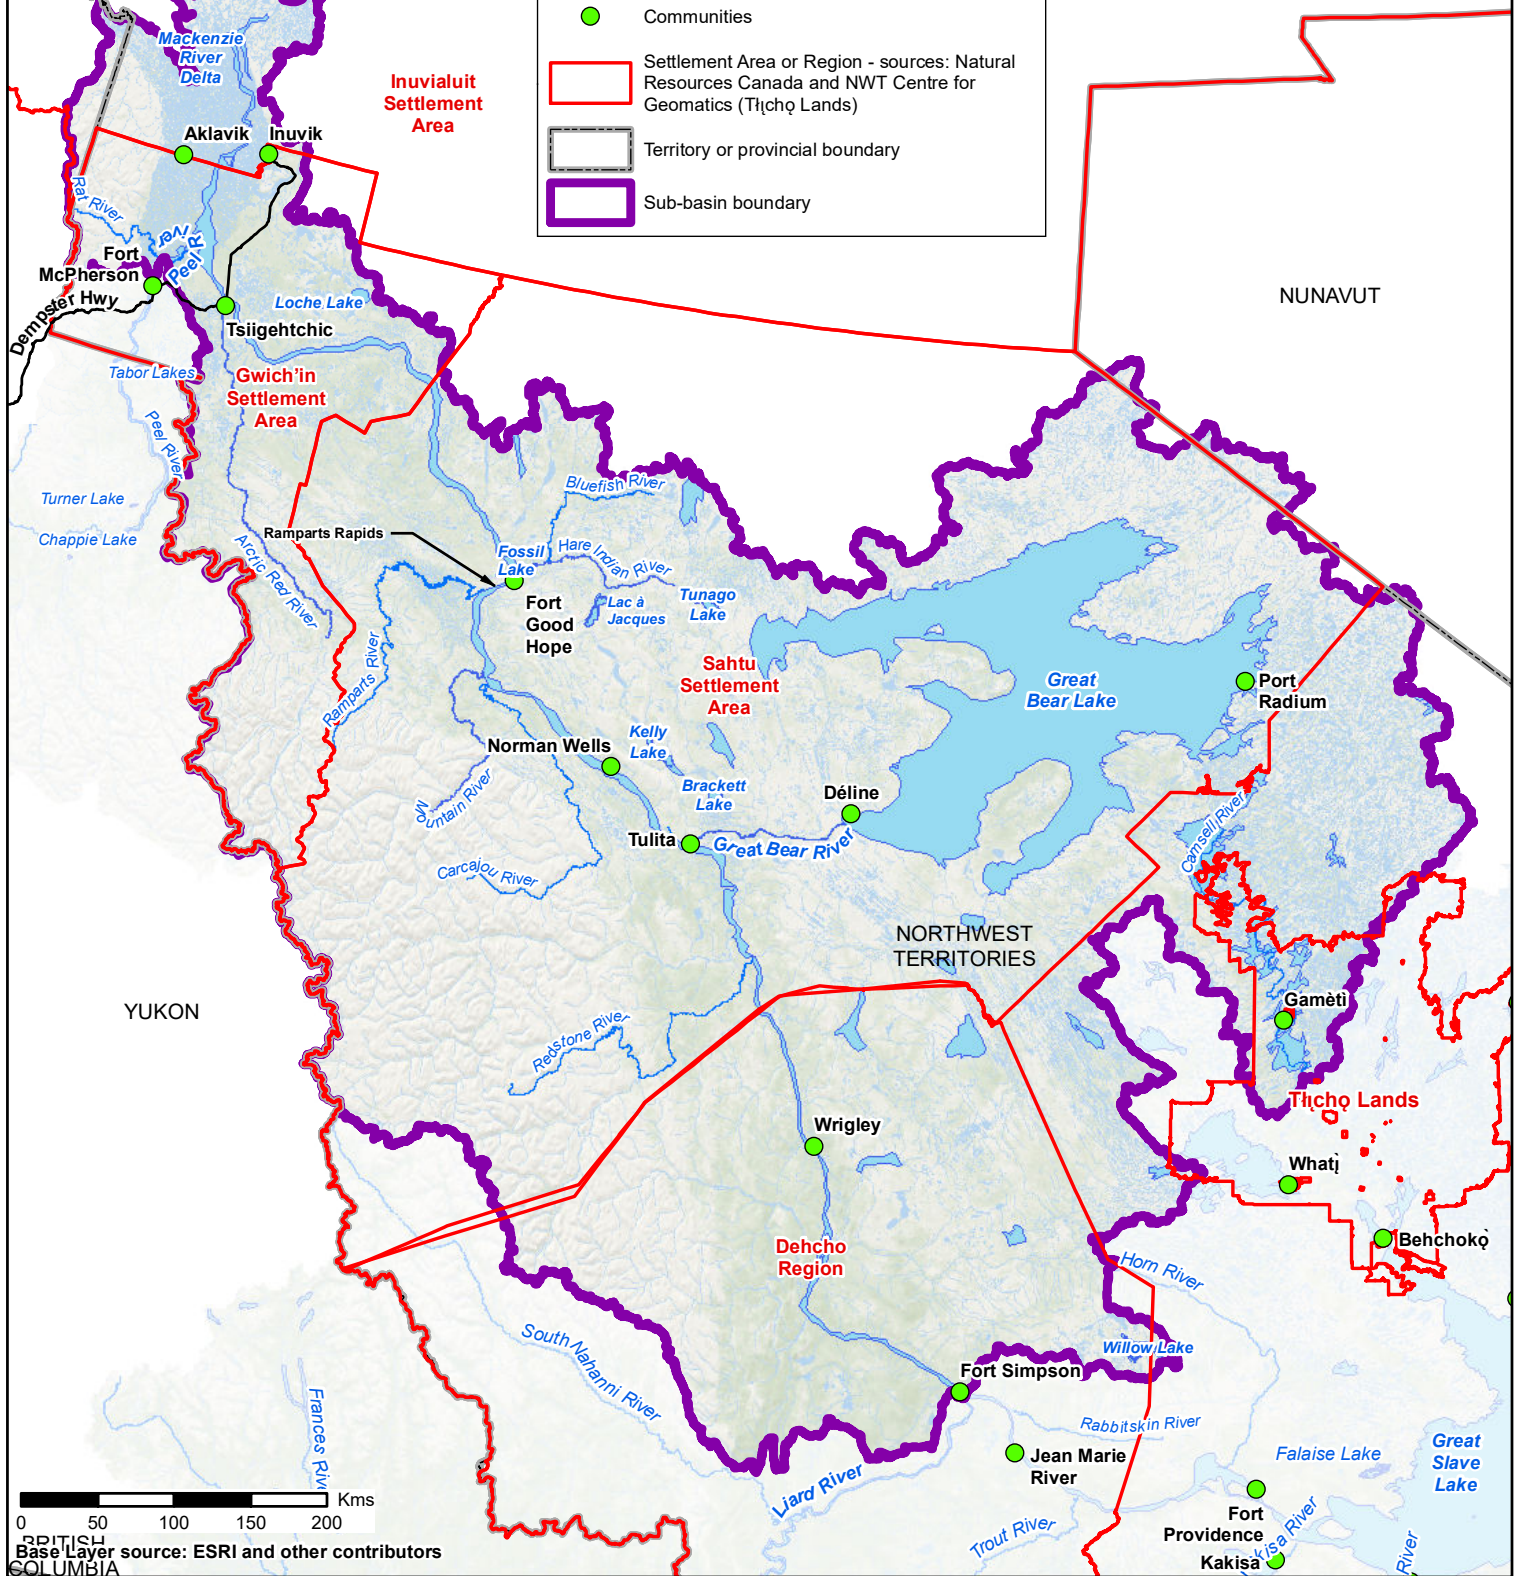 Communities
Settlement Area or Region - sources: Natural
Resources Canada and NWT Centre for
Geomatics (Tłı̨chǫ Lands)
Territory or provincial boundary
Sub-basin boundary
Mackenzie
River
Delta
Inuvialuit
Settlement
Area
Aklavik
Inuvik
Rat River
Peel River
Fort
McPherson
Dempster Hwy
Tsiigehtchic
Loche Lake
NUNAVUT
Tabor Lakes
Gwich’in
Settlement
Area
Peel River
Turner Lake
Chappie Lake
Bluefish River
Ramparts Rapids
Arctic Red River
Fossil
Lake
Hare Indian River
Fort
Good
Hope
Lac à
Jacques
Tunago
Lake
Ramparts River
Sahtu
Settlement
Area
Great
Bear Lake
Port
Radium
Norman Wells
Kelly
Lake
Mountain River
Brackett
Lake
Déline
Camsell River
Tulita
Great Bear River
Carcajou River
NORTHWEST
TERRITORIES
YUKON
Gamètì
Redstone River
Tłı̨chǫ Lands
Wrigley
Whatı̀
Behchokǫ̀
Dehcho
Region
Horn River
South Nahanni River
Willow Lake
Fort Simpson
Frances Rive
Rabbitskin River
Jean Marie
River
Falaise Lake
Great
Slave
Lake
Liard River
Fort
Providence
Trout River
Kakisa
kisa River
River
Kms
0 50 100 150 200
BRITISH
COLUMBIA
Base Layer source: ESRI and other contributors